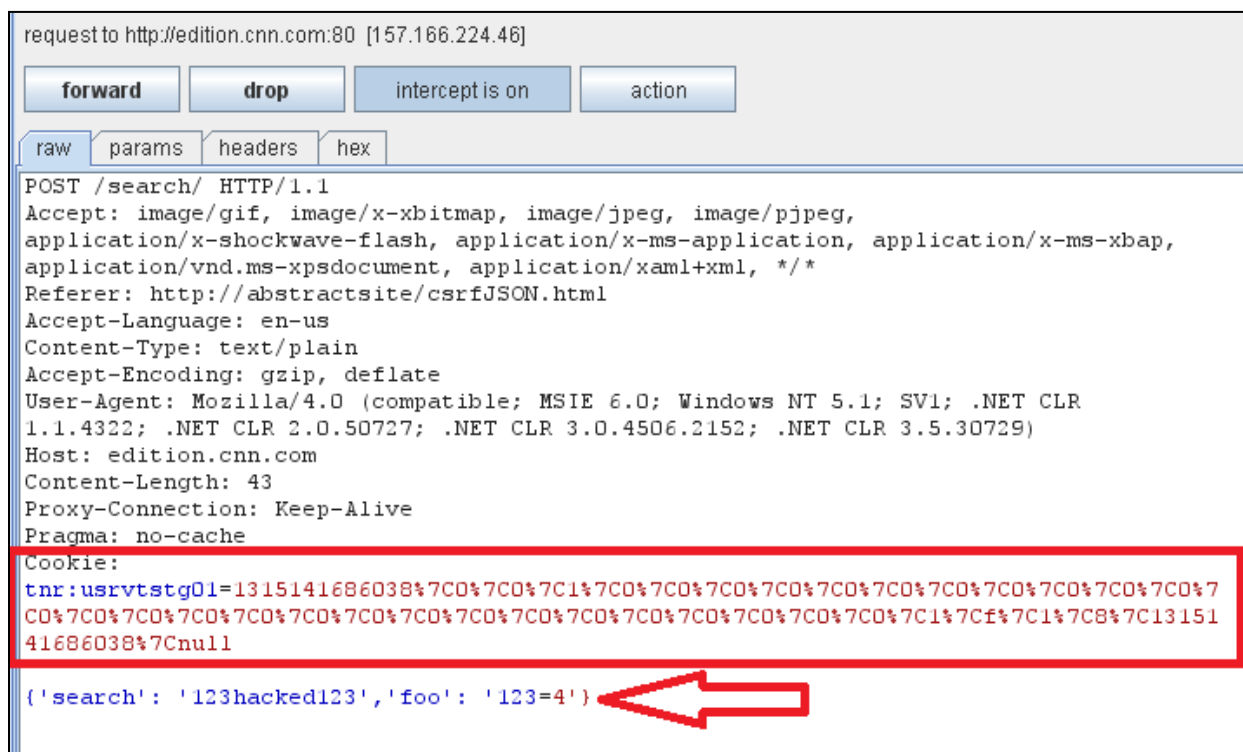 request to http://edition.cnn.com:80 [157.166.224.46]
forward drop intercept is on action
raw params headers hex
POST /search/ HTTP/1.1
Accept: image/gif, image/x-xbitmap, image/jpeg, image/pjpeg,
application/x-shockwave-flash, application/x-ms-application, application/x-ms-xbap,
application/vnd.ms-xpsdocument, application/xaml+xml, */*
Referer: http://abstractsite/csrfJSON.html
Accept-Language: en-us
Content-Type: text/plain
Accept-Encoding: gzip, deflate
User-Agent: Mozilla/4.0 (compatible; MSIE 6.0; Windows NT 5.1; SV1; .NET CLR
1.1.4322; .NET CLR 2.0.50727; .NET CLR 3.0.4506.2152; .NET CLR 3.5.30729)
Host: edition.cnn.com
Content-Length: 43
Proxy-Connection: Keep-Alive
Pragma: no-cache
Cookie:
tnr:usrvtstg01=1315141686038%7C0%7C0%7C1%7C0%7C0%7C0%7C0%7C0%7C0%7C0%7C0%7C0%7C0%7C0%7
C0%7C0%7C0%7C0%7C0%7C0%7C0%7C0%7C0%7C0%7C0%7C0%7C0%7C0%7C0%7C0%7C1%7Cf%7C1%7C8%7C13151
41686038%7Cnull
{'search': '123hacked123','foo': '123=4'}